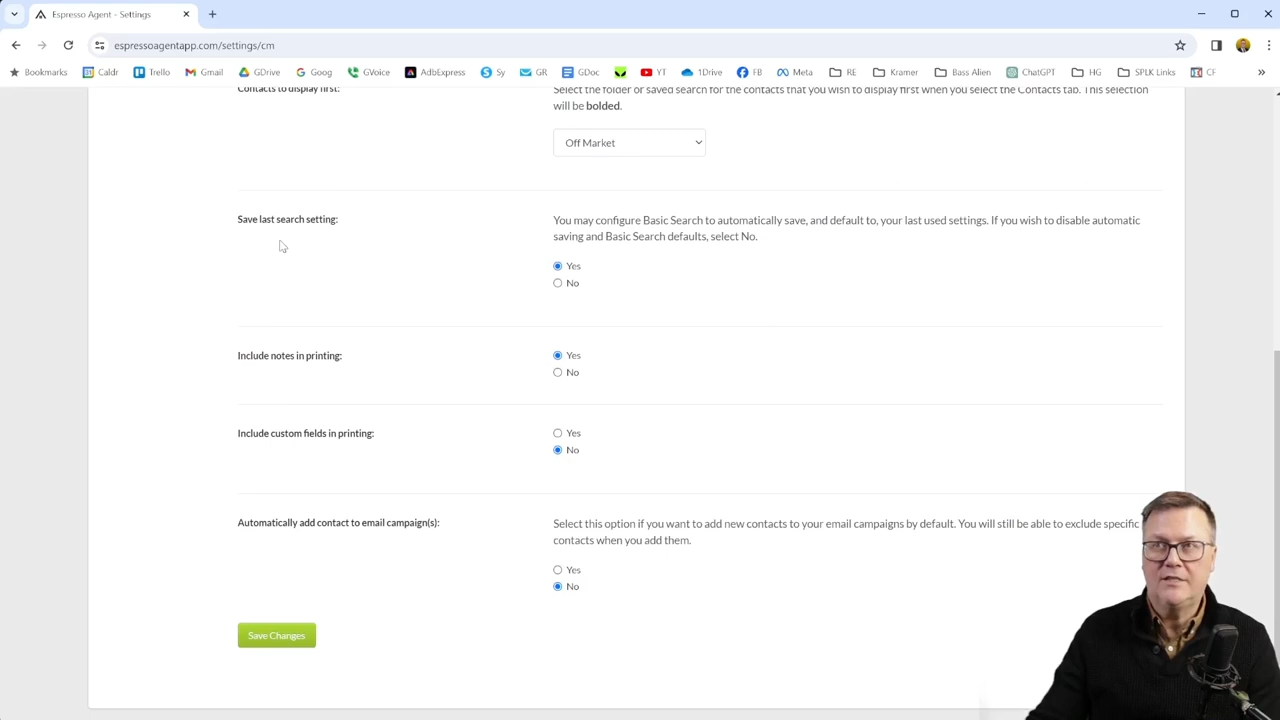 Espresso Agent - Settings
espressoagentapp.com/settings/cm
Bookmarks Caldr Trello Gmail GDrive Goog GVoice AdbExpress Sy GR GDoc YT 1Drive FB Meta RE Kramer Bass Alien ChatGPT HG SPLK Links CF
Contacts to display first:
Select the folder or saved search for the contacts that you wish to display first when you select the Contacts tab. This selection
will be bolded.
Off Market
Save last search setting:
You may configure Basic Search to automatically save, and default to, your last used settings. If you wish to disable automatic
saving and Basic Search defaults, select No.
Yes
No
Include notes in printing:
Yes
No
Include custom fields in printing:
Yes
No
Automatically add contact to email campaign(s):
Select this option if you want to add new contacts to your email campaigns by default. You will still be able to exclude specific
contacts when you add them.
Yes
No
Save Changes